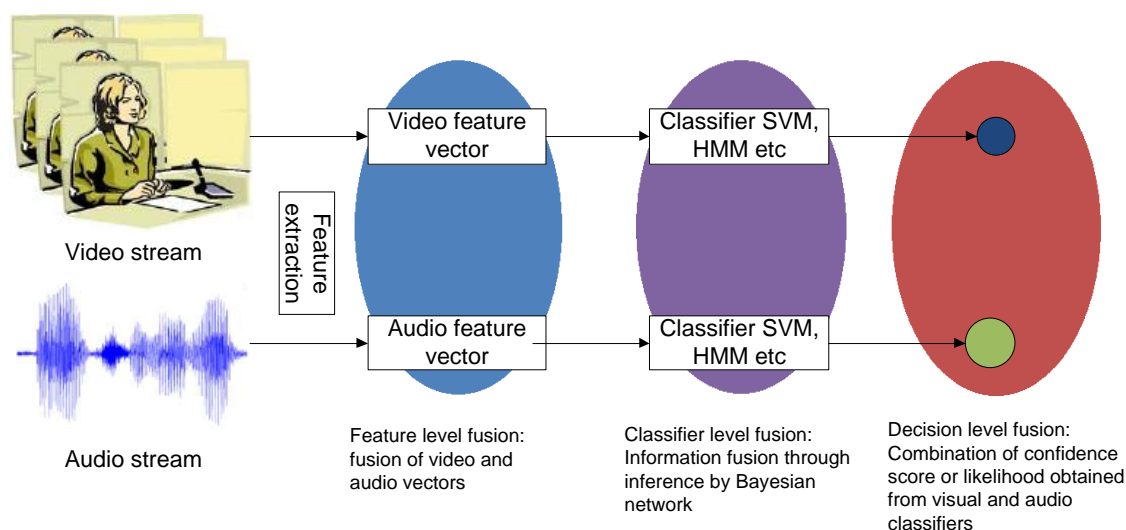 Video stream
Audio stream
Feature
extraction
Video feature
vector
Audio feature
vector
Classifier SVM,
HMM etc
Classifier SVM,
HMM etc
Feature level fusion:
fusion of video and
audio vectors
Classifier level fusion:
Information fusion through
inference by Bayesian
network
Decision level fusion:
Combination of confidence
score or likelihood obtained
from visual and audio
classifiers